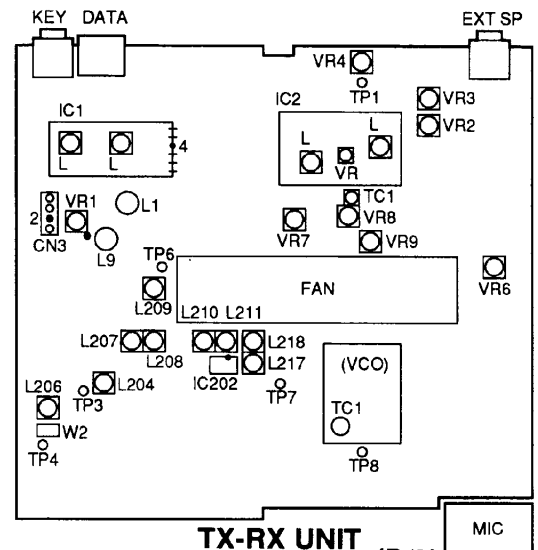 KEY DATA EXT SP
VR4
TP1
VR3
IC1
IC2
VR2
L L 4
L VR L
TC1
2 VR1 L1
VR8
VR7
CN3
L9
VR9
TP6
FAN
VR6
L209
L210 L211
L207
L208
L218
L217
IC202
(VCO)
L206 L204
TP3
TP7
W2
TC1
TP4
TP8
TX-RX UNIT
MIC